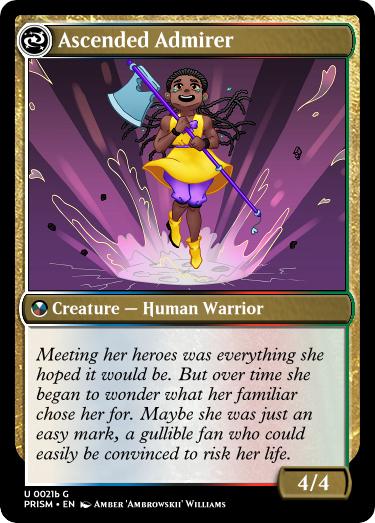 Ascended Admirer
Creature — Human Warrior
Meeting her heroes was everything she
hoped it would be. But over time she
began to wonder what her familiar
chose her for. Maybe she was just an
easy mark, a gullible fan who could
easily be convinced to risk her life.
4/4
U 0021b G
PRISM • EN Amber 'Ambrowskii' Williams